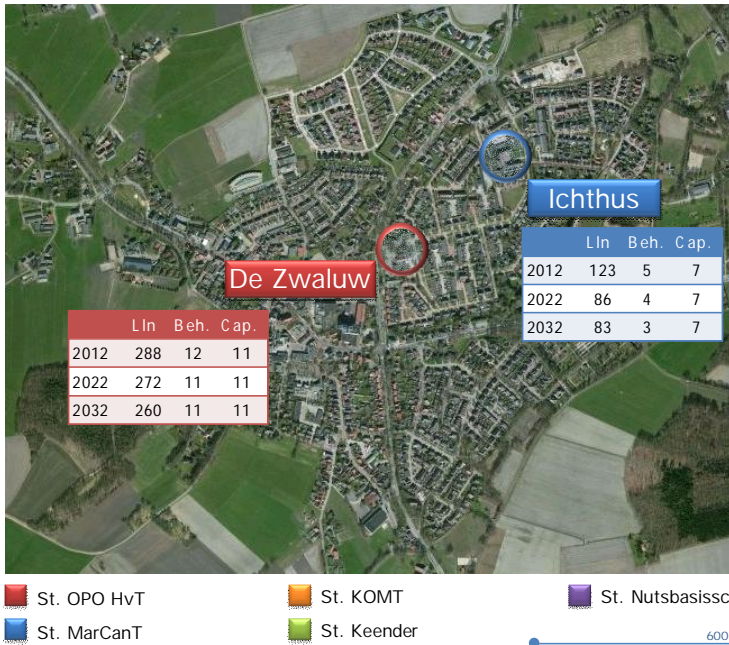 Ichthus
Lln Beh. Cap.
2012 123 5 7
2022 86 4 7
2032 83 3 7
De Zwaluw
Lln Beh. Cap.
2012 288 12 11
2022 272 11 11
2032 260 11 11
St. OPO HvT
St. KOMT
St. Nutsbasissc
St. MarCanT
St. Keender
600